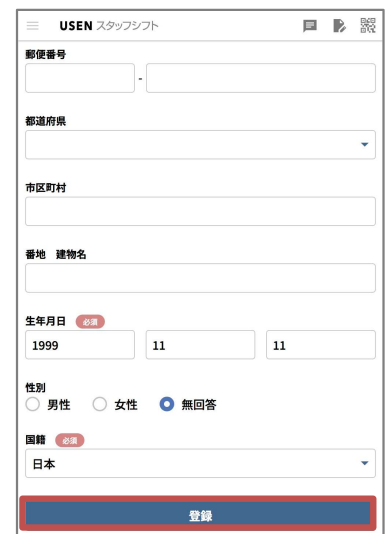 USEN スタッフシフト
郵便番号
-
都道府県
市区町村
番地　建物名
生年月日 必須
1999 11 11
性別
男性 女性 無回答
国籍 必須
日本
登録